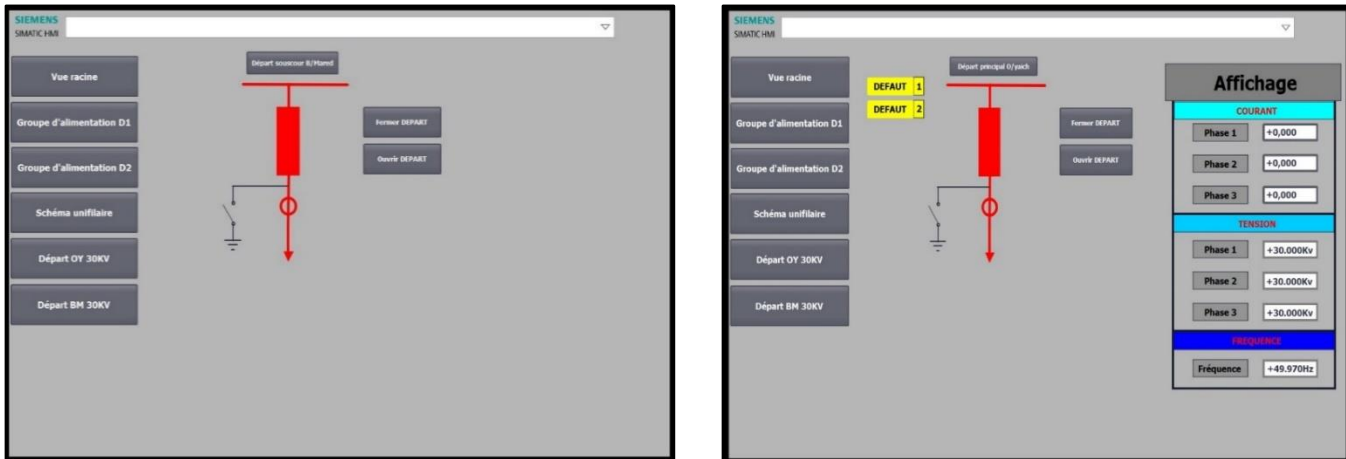 SIEMENS
SIMATIC HMI
Départ souscour B/Mamed
Vue racine
Groupe d'alimentation D1
Fermer DEPART
Ouvrir DEPART
Groupe d'alimentation D2
Schéma unifilaire
Départ OY 30KV
Départ BM 30KV
SIEMENS
SIMATIC HMI
Départ principal O/yaich
Vue racine
DEFAUT 1
DEFAUT 2
Groupe d'alimentation D1
Fermer DEPART
Ouvrir DEPART
Groupe d'alimentation D2
Schéma unifilaire
Départ OY 30KV
Départ BM 30KV
Affichage
COURANT
Phase 1 +0,000
Phase 2 +0,000
Phase 3 +0,000
TENSION
Phase 1 +30.000Kv
Phase 2 +30.000Kv
Phase 3 +30.000Kv
FREQUENCE
Fréquence +49.970Hz